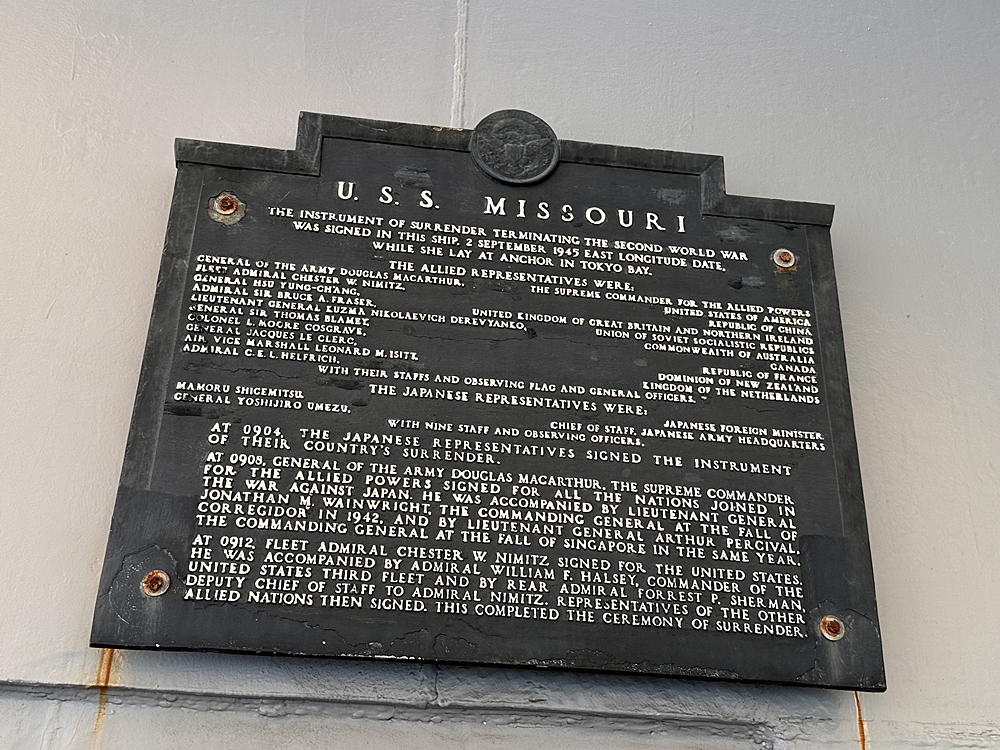 U. S. S. MISSOURI
THE INSTRUMENT OF SURRENDER TERMINATING THE SECOND WORLD WAR
WAS SIGNED IN THIS SHIP, 2 SEPTEMBER 1945 EAST LONGITUDE DATE,
WHILE SHE LAY AT ANCHOR IN TOKYO BAY.
THE ALLIED REPRESENTATIVES WERE:
GENERAL OF THE ARMY DOUGLAS MACARTHUR, THE SUPREME COMMANDER FOR THE ALLIED POWERS
FLEET ADMIRAL CHESTER W. NIMITZ, UNITED STATES OF AMERICA
GENERAL HSU YUNG-CHANG, REPUBLIC OF CHINA
ADMIRAL SIR BRUCE A. FRASER, UNITED KINGDOM OF GREAT BRITAIN AND NORTHERN IRELAND
LIEUTENANT GENERAL KUZMA NIKOLAEVICH DEREVYANKO, UNION OF SOVIET SOCIALISTIC REPUBLICS
GENERAL SIR THOMAS BLAMEY, COMMONWEALTH OF AUSTRALIA
COLONEL L. MOORE COSGRAVE, CANADA
GENERAL JACQUES LE CLERC, REPUBLIC OF FRANCE
AIR VICE MARSHALL LEONARD M. ISITT, DOMINION OF NEW ZEALAND
ADMIRAL C.E.L. HELFRICH, KINGDOM OF THE NETHERLANDS
WITH THEIR STAFFS AND OBSERVING FLAG AND GENERAL OFFICERS.
THE JAPANESE REPRESENTATIVES WERE:
MAMORU SHIGEMITSU, JAPANESE FOREIGN MINISTER
GENERAL YOSHIJIRO UMEZU, CHIEF OF STAFF, JAPANESE ARMY HEADQUARTERS
WITH NINE STAFF AND OBSERVING OFFICERS.
AT 0904, THE JAPANESE REPRESENTATIVES SIGNED THE INSTRUMENT
OF THEIR COUNTRY'S SURRENDER.
AT 0908, GENERAL OF THE ARMY DOUGLAS MACARTHUR, THE SUPREME COMMANDER
FOR THE ALLIED POWERS SIGNED FOR ALL THE NATIONS JOINED IN
THE WAR AGAINST JAPAN. HE WAS ACCOMPANIED BY LIEUTENANT GENERAL
JONATHAN M. WAINWRIGHT, THE COMMANDING GENERAL AT THE FALL OF
CORREGIDOR IN 1942, AND BY LIEUTENANT GENERAL ARTHUR PERCIVAL,
THE COMMANDING GENERAL AT THE FALL OF SINGAPORE IN THE SAME YEAR.
AT 0912, FLEET ADMIRAL CHESTER W. NIMITZ SIGNED FOR THE UNITED STATES.
HE WAS ACCOMPANIED BY ADMIRAL WILLIAM F. HALSEY, COMMANDER OF THE
UNITED STATES THIRD FLEET AND BY REAR ADMIRAL FORREST P. SHERMAN,
DEPUTY CHIEF OF STAFF TO ADMIRAL NIMITZ. REPRESENTATIVES OF THE OTHER
ALLIED NATIONS THEN SIGNED. THIS COMPLETED THE CEREMONY OF SURRENDER.